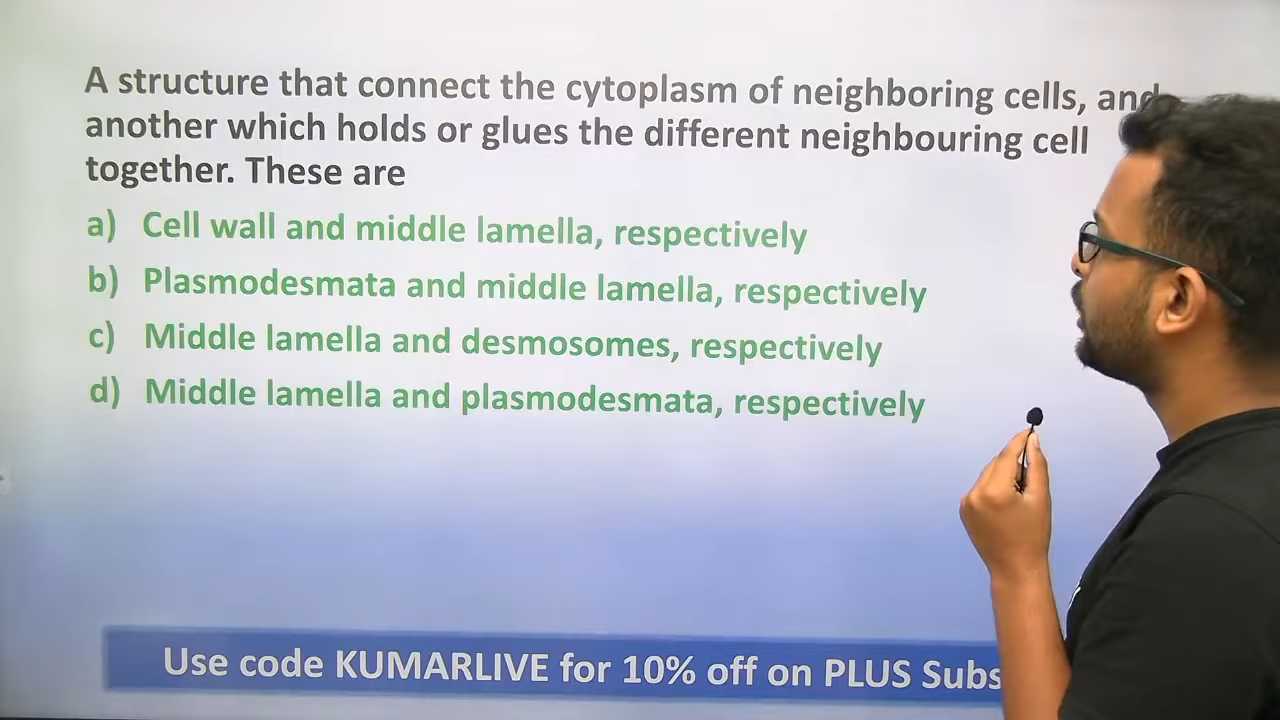 A structure that connect the cytoplasm of neighboring cells, and
another which holds or glues the different neighbouring cell
together. These are
a) Cell wall and middle lamella, respectively
b) Plasmodesmata and middle lamella, respectively
c) Middle lamella and desmosomes, respectively
d) Middle lamella and plasmodesmata, respectively
Use code KUMARLIVE for 10% off on PLUS Subs